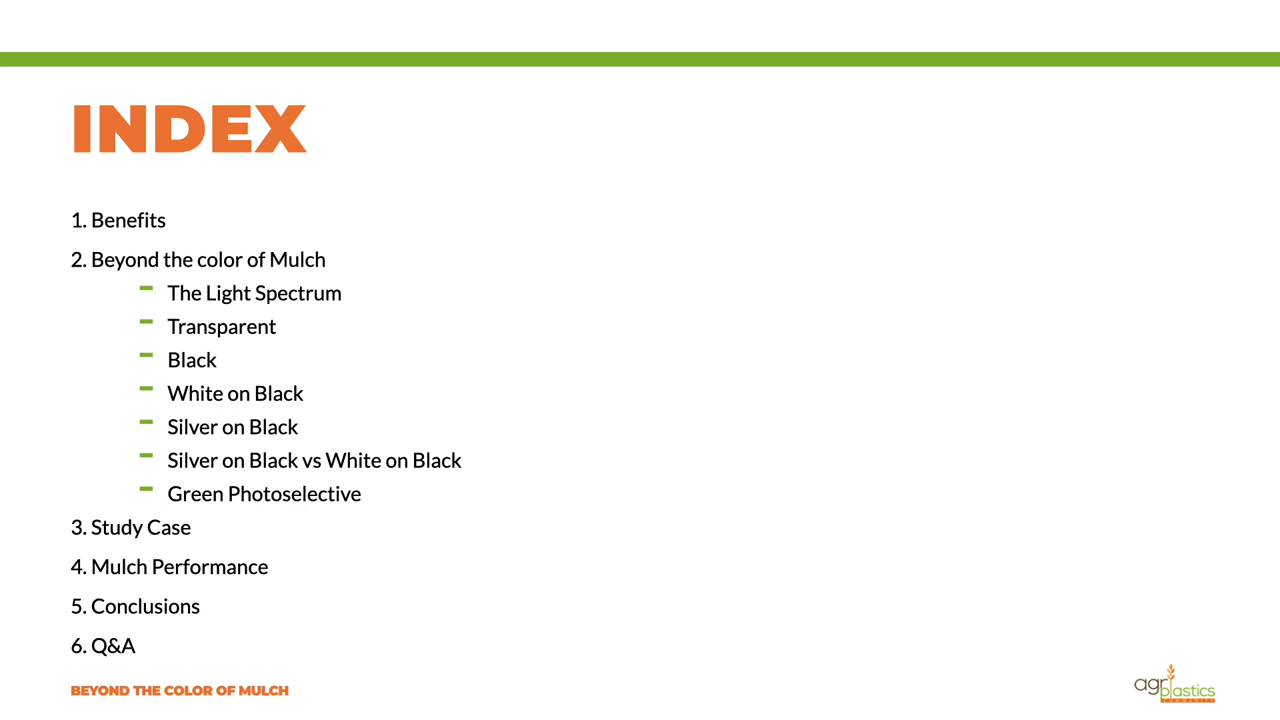 INDEX
1. Benefits
2. Beyond the color of Mulch
- The Light Spectrum
- Transparent
- Black
- White on Black
- Silver on Black
- Silver on Black vs White on Black
- Green Photoselective
3. Study Case
4. Mulch Performance
5. Conclusions
6. Q&A
BEYOND THE COLOR OF MULCH
agriplastics
COMMUNITY